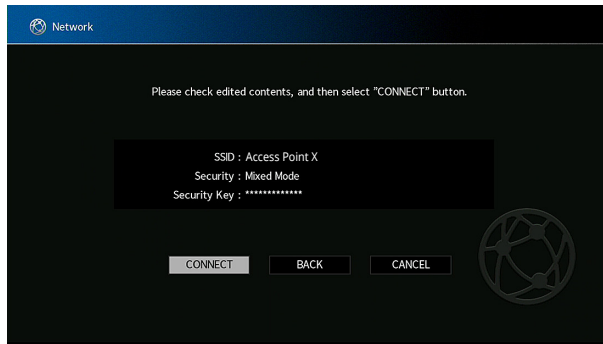 Network
Please check edited contents, and then select "CONNECT" button.
SSID : Access Point X
Security : Mixed Mode
Security Key : *************
CONNECT BACK CANCEL